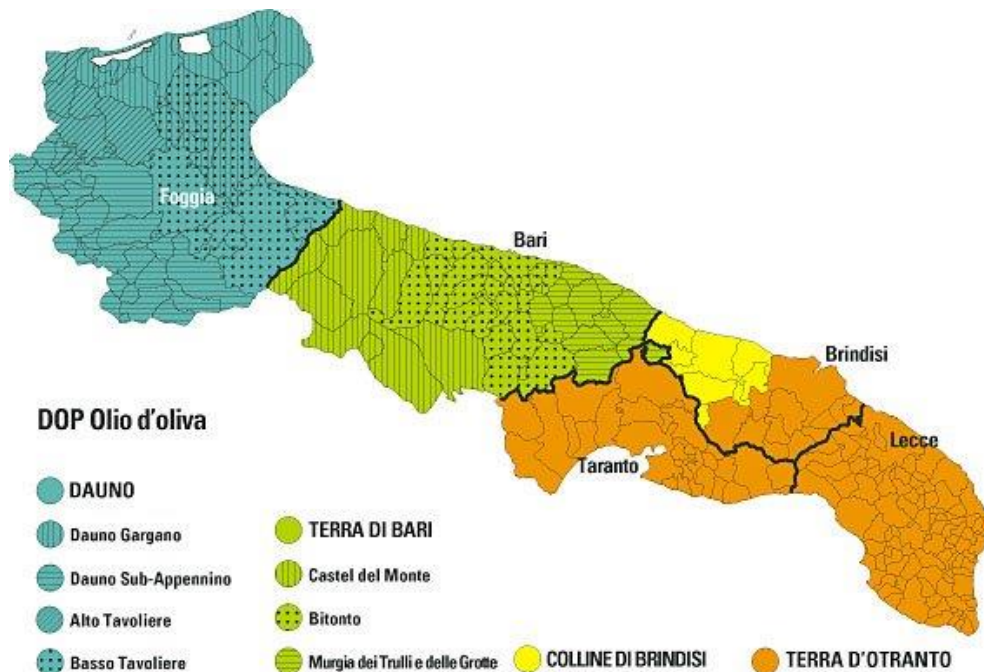 Foggia
Bari
Brindisi
Lecce
Taranto
DOP Olio d'oliva
DAUNO
Dauno Gargano
Dauno Sub-Appennino
Alto Tavoliere
Basso Tavoliere
TERRA DI BARI
Castel del Monte
Bitonto
Murgia dei Trulli e delle Grotte
COLLINE DI BRINDISI
TERRA D'OTRANTO